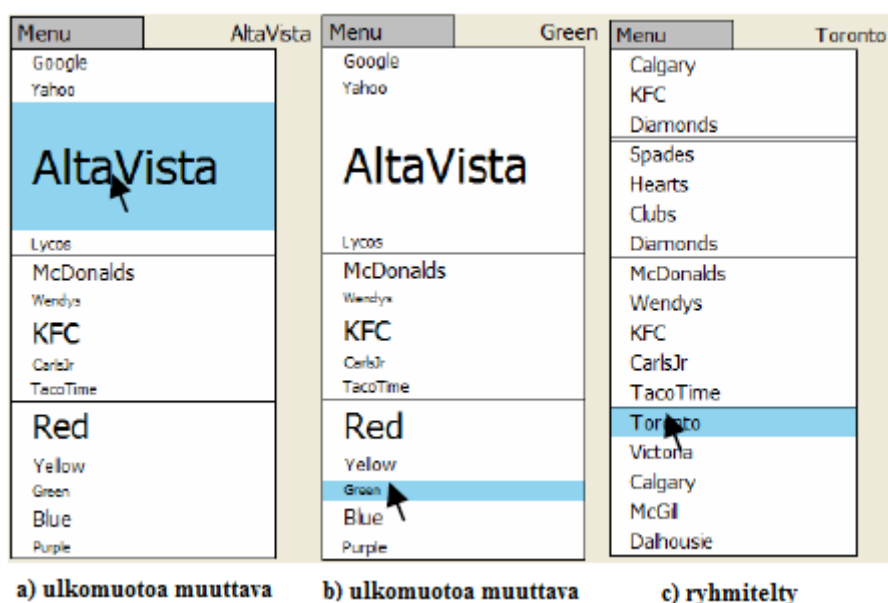 Menu AltaVista
Google
Yahoo
AltaVista
Lycos
McDonalds
Wendys
KFC
CarlsJr
TacoTime
Red
Yellow
Green
Blue
Purple
a) ulkomuotoa muuttava
Menu Green
Google
Yahoo
AltaVista
Lycos
McDonalds
Wendys
KFC
CarlsJr
TacoTime
Red
Yellow
Green
Blue
Purple
b) ulkomuotoa muuttava
Menu Toronto
Calgary
KFC
Diamonds
Spades
Hearts
Clubs
Diamonds
McDonalds
Wendys
KFC
CarlsJr
TacoTime
Toronto
Victoria
Calgary
McGill
Dalhousie
c) ryhmitelty